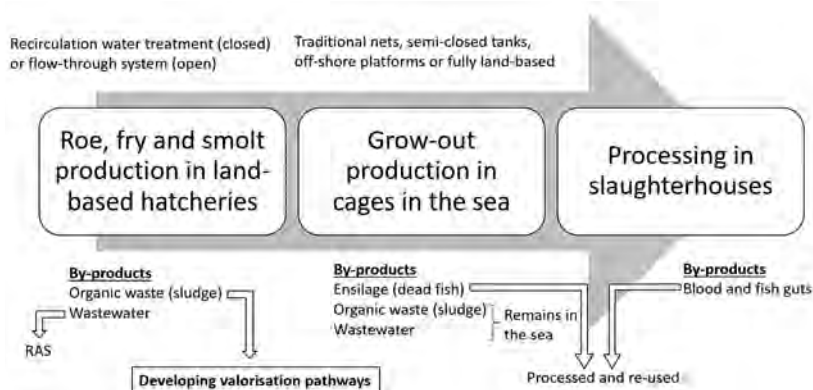 Recirculation water treatment (closed)
or flow-through system (open)
Traditional nets, semi-closed tanks,
off-shore platforms or fully land-based
Roe, fry and smolt
production in land-
based hatcheries
Grow-out
production in
cages in the sea
Processing in
slaughterhouses
By-products
Organic waste (sludge)
Wastewater
RAS
Developing valorisation pathways
By-products
Ensilage (dead fish)
Organic waste (sludge)
Wastewater
Remains in
the sea
By-products
Blood and fish guts
Processed and re-used